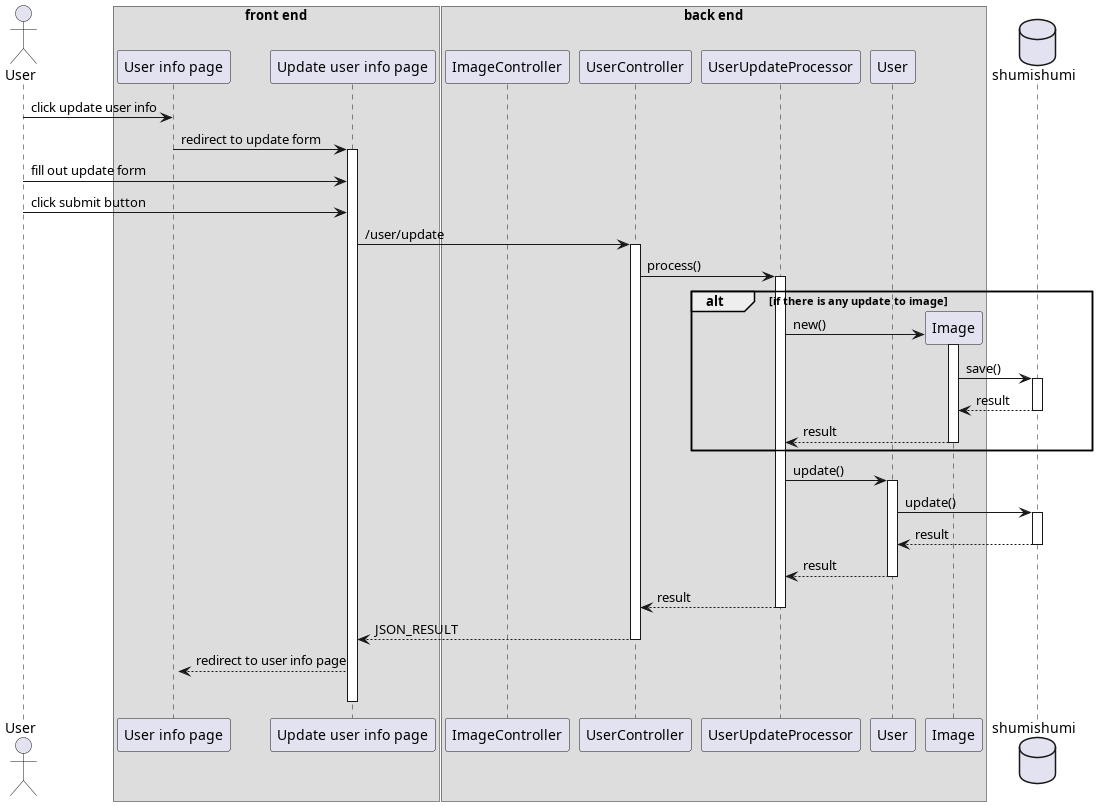 front end
back end
User
User info page
Update user info page
ImageController
UserController
UserUpdateProcessor
User
shumishumi
click update user info
redirect to update form
fill out update form
click submit button
/user/update
process()
alt
[if there is any update to image]
new()
Image
save()
result
result
update()
update()
result
result
result
JSON_RESULT
redirect to user info page
User
User info page
Update user info page
ImageController
UserController
UserUpdateProcessor
User
Image
shumishumi